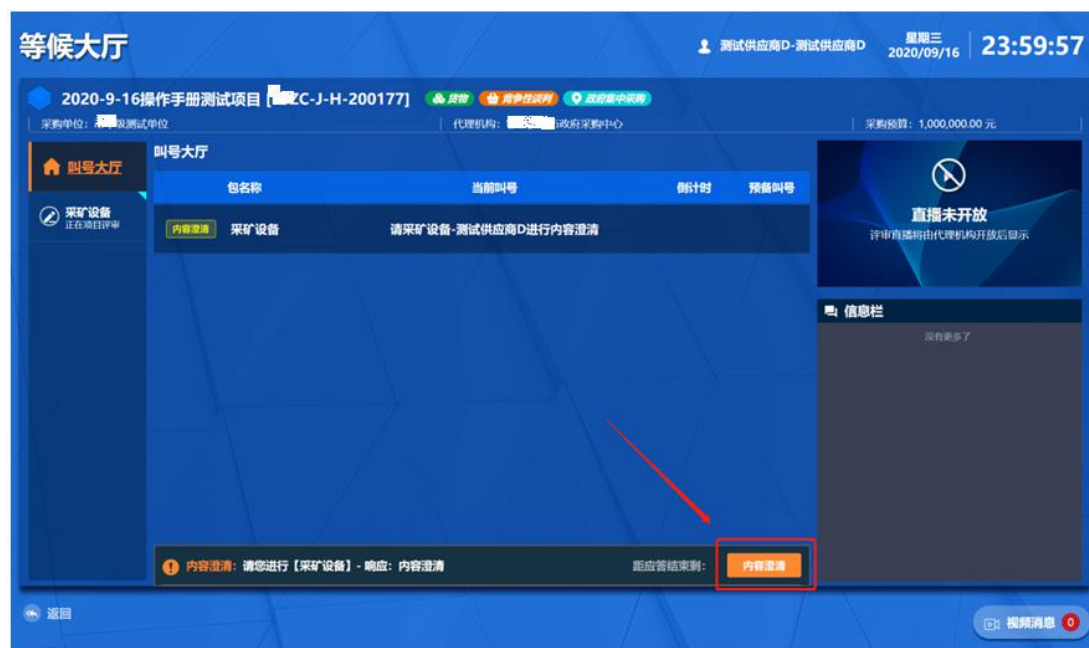 等候大厅
测试供应商D-测试供应商D
星期三
2020/09/16
23:59:57
2020-9-16操作手册测试项目 [ ZC-J-H-200177]
货物
竞争性谈判
政府集中采购
采购单位: 级测试单位
代理机构: 政府采购中心
采购预算: 1,000,000.00 元
叫号大厅
采矿设备
正在项目评审
叫号大厅
包名称 当前叫号 倒计时 预备叫号
内容澄清 采矿设备 请采矿设备-测试供应商D进行内容澄清
直播未开放
评审直播将由代理机构开放后显示
信息栏
没有更多了
内容澄清: 请您进行【采矿设备】- 响应: 内容澄清
距应答结束剩:
内容澄清
返回
视频消息 0